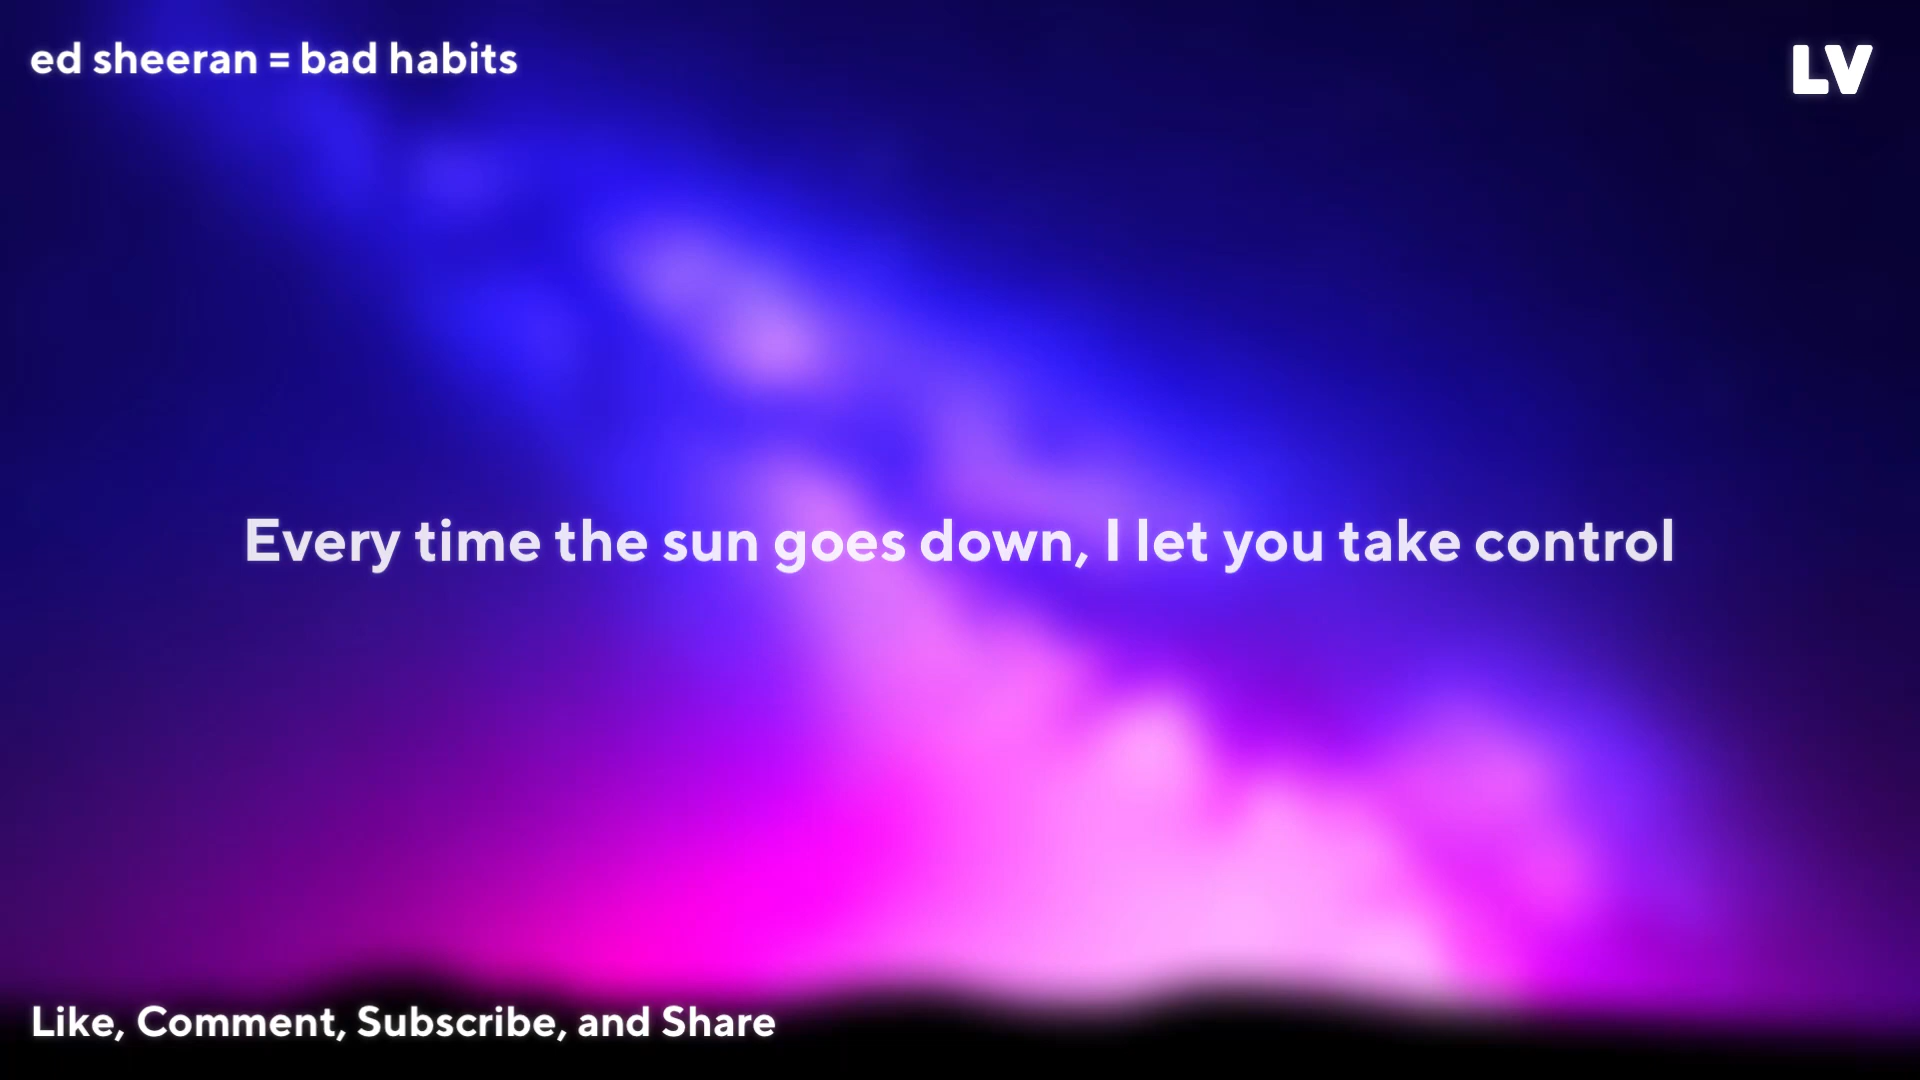 ed sheeran = bad habits
LV
Every time the sun goes down, I let you take control
Like, Comment, Subscribe, and Share